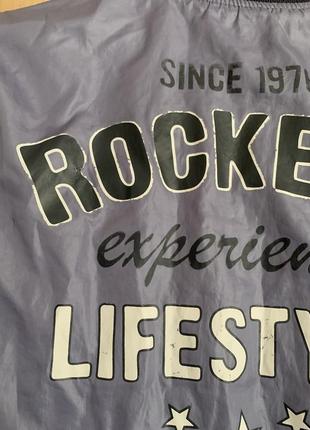 SINCE 197
ROCKE
experien
LIFESTY